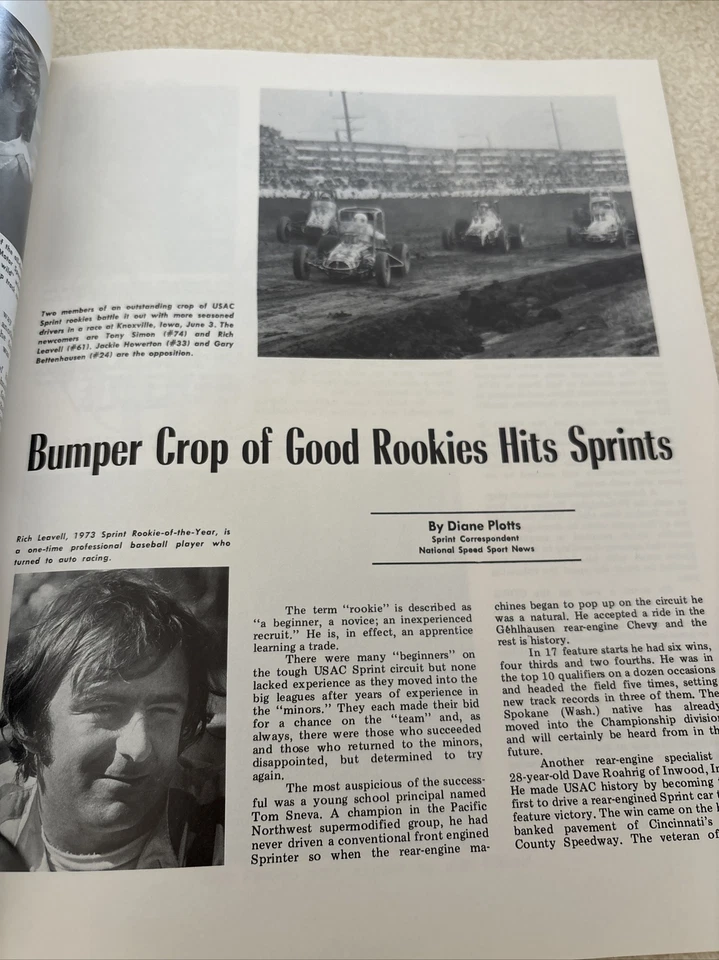 Two members of an outstanding crop of USAC
Sprint rookies battle it out with more seasoned
drivers in a race at Knoxville, Iowa, June 3. The
newcomers are Tony Simon (#74) and Rich
Leavell (#61). Jackie Howerton (#33) and Gary
Bettenhausen (#24) are the opposition.
Bumper Crop of Good Rookies Hits Sprints
By Diane Plotts
Sprint Correspondent
National Speed Sport News
Rich Leavell, 1973 Sprint Rookie-of-the-Year, is
a one-time professional baseball player who
turned to auto racing.
The term "rookie" is described as
"a beginner, a novice; an inexperienced
recruit." He is, in effect, an apprentice
learning a trade.
There were many "beginners" on
the tough USAC Sprint circuit but none
lacked experience as they moved into the
big leagues after years of experience in
the "minors." They each made their bid
for a chance on the "team" and, as
always, there were those who succeeded
and those who returned to the minors,
disappointed, but determined to try
again.
The most auspicious of the success-
ful was a young school principal named
Tom Sneva. A champion in the Pacific
Northwest supermodified group, he had
never driven a conventional front engined
Sprinter so when the rear-engine ma-
chines began to pop up on the circuit he
was a natural. He accepted a ride in the
Gehlhausen rear-engine Chevy and the
rest is history.
In 17 feature starts he had six wins,
four thirds and two fourths. He was in
the top 10 qualifiers on a dozen occasions
and headed the field five times, setting
new track records in three of them. The
Spokane (Wash.) native has already
moved into the Championship division
and will certainly be heard from in the
future.
Another rear-engine specialist
28-year-old Dave Roahrig of Inwood, In
He made USAC history by becoming
first to drive a rear-engined Sprint car
feature victory. The win came on the
banked pavement of Cincinnati's
County Speedway. The veteran of